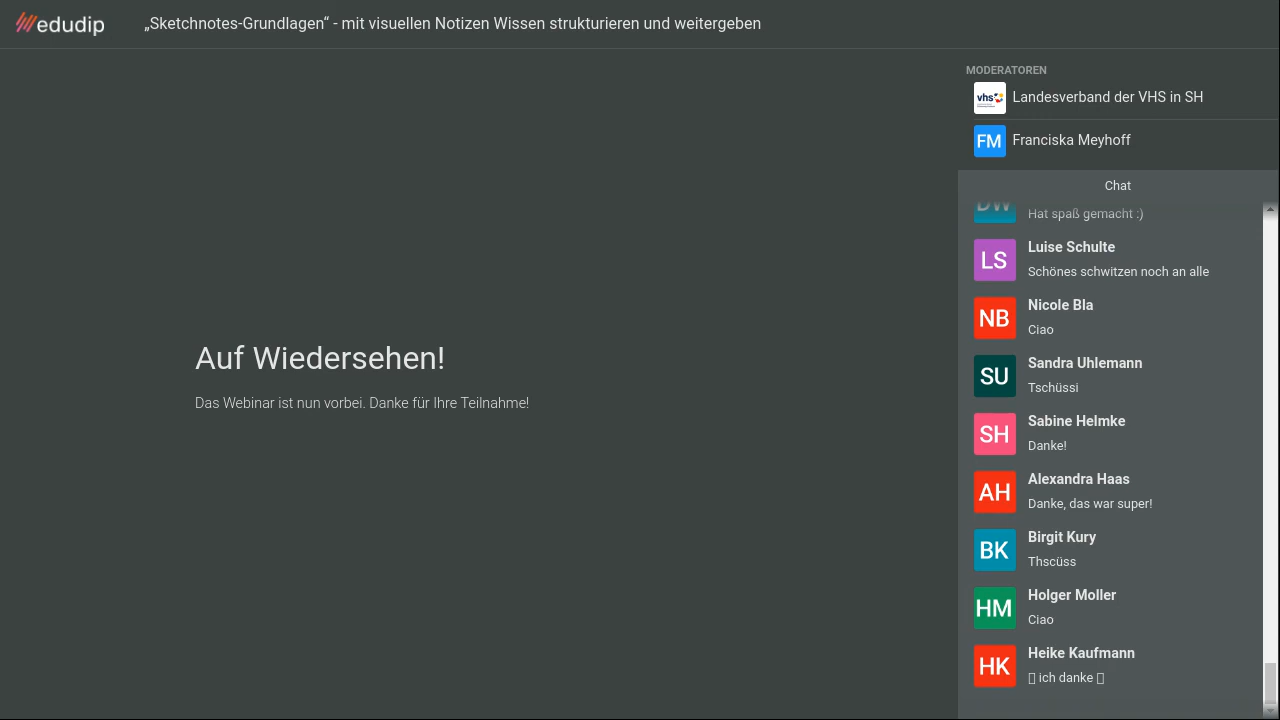 edudip
„Sketchnotes-Grundlagen“ - mit visuellen Notizen Wissen strukturieren und weitergeben
Auf Wiedersehen!
Das Webinar ist nun vorbei. Danke für Ihre Teilnahme!
MODERATOREN
vhs
Landesverband der VHS in SH
FM
Franciska Meyhoff
Chat
DW
Hat spaß gemacht :)
LS
Luise Schulte
Schönes schwitzen noch an alle
NB
Nicole Bla
Ciao
SU
Sandra Uhlemann
Tschüssi
SH
Sabine Helmke
Danke!
AH
Alexandra Haas
Danke, das war super!
BK
Birgit Kury
Thscüss
HM
Holger Moller
Ciao
HK
Heike Kaufmann
ich danke